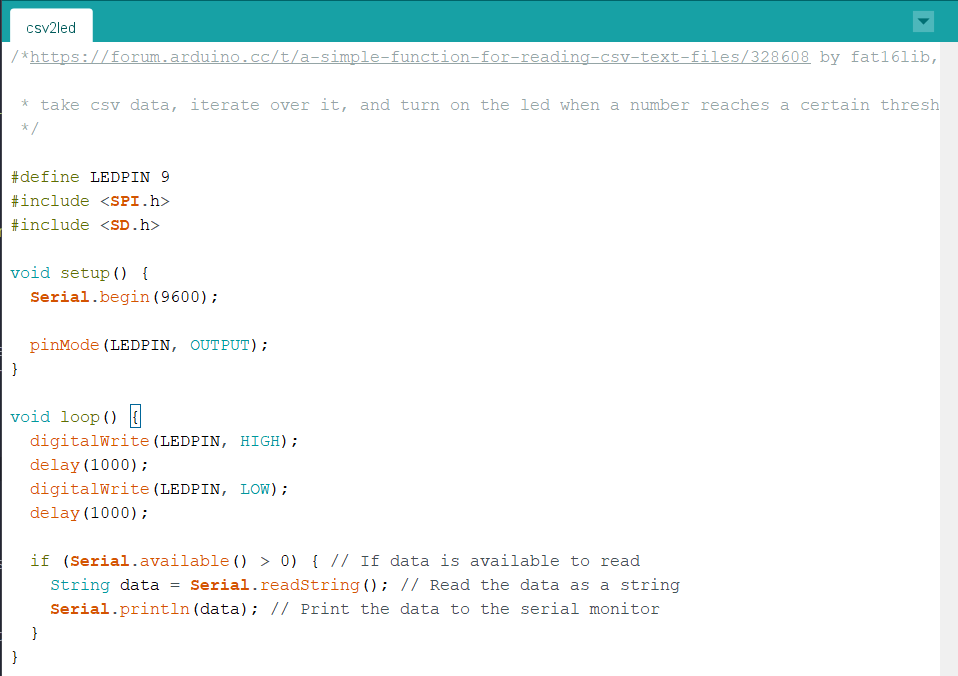 csv2led
/*https://forum.arduino.cc/t/a-simple-function-for-reading-csv-text-files/328608 by fat16lib,
 * take csv data, iterate over it, and turn on the led when a number reaches a certain thresh
 */
#define LEDPIN 9
#include <SPI.h>
#include <SD.h>
void setup() {
  Serial.begin(9600);
  pinMode(LEDPIN, OUTPUT);
}
void loop() {
  digitalWrite(LEDPIN, HIGH);
  delay(1000);
  digitalWrite(LEDPIN, LOW);
  delay(1000);
  if (Serial.available() > 0) { // If data is available to read
    String data = Serial.readString(); // Read the data as a string
    Serial.println(data); // Print the data to the serial monitor
  }
}